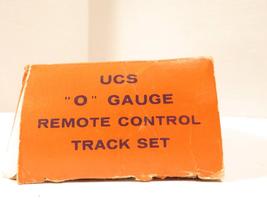 UCS
"O" GAUGE
REMOTE CONTROL
TRACK SET